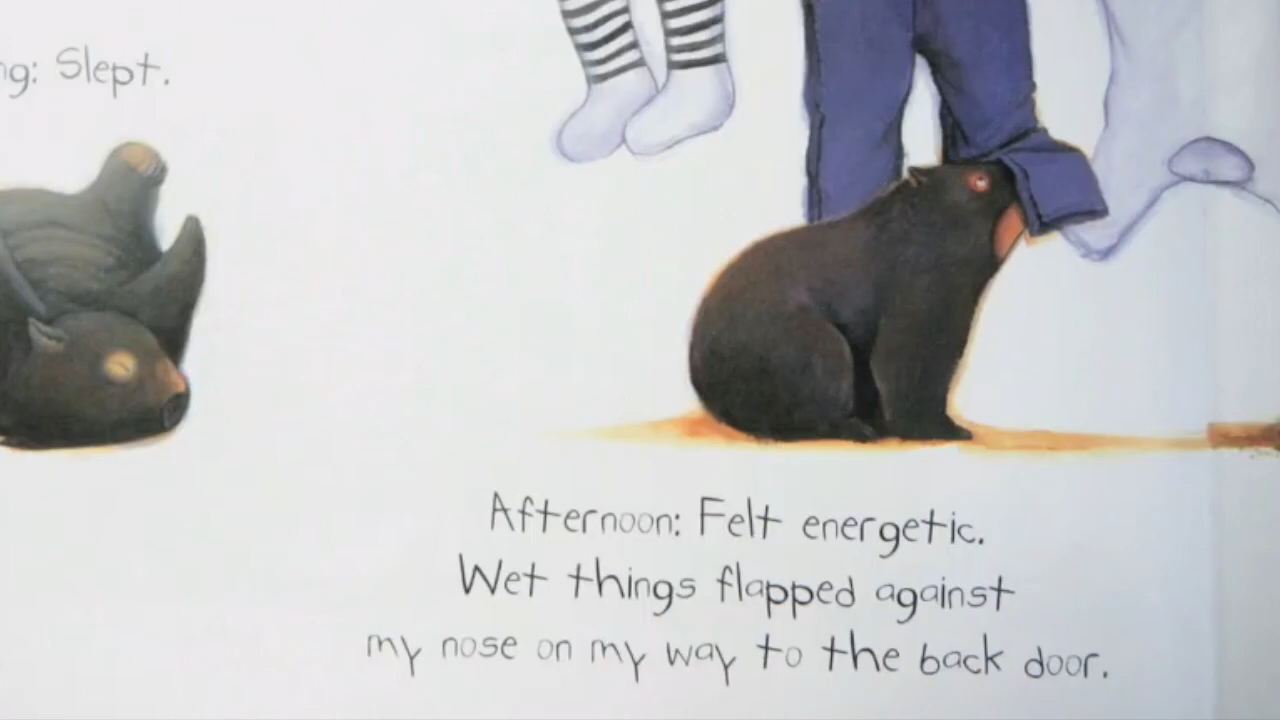 Slept.
Afternoon: Felt energetic.
Wet things flapped against
my nose on my way to the back door.